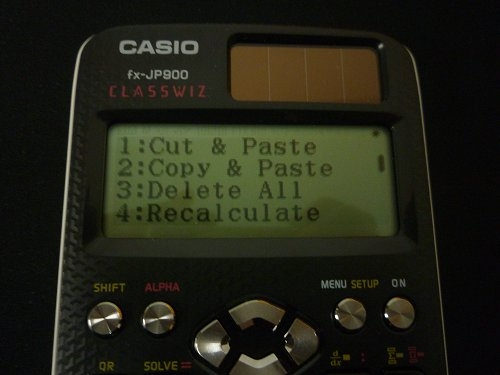 CASIO
fx-JP900
CLASSWIZ
1:Cut & Paste
2:Copy & Paste
3:Delete All
4:Recalculate
SHIFT ALPHA MENU SETUP ON
QR SOLVE=